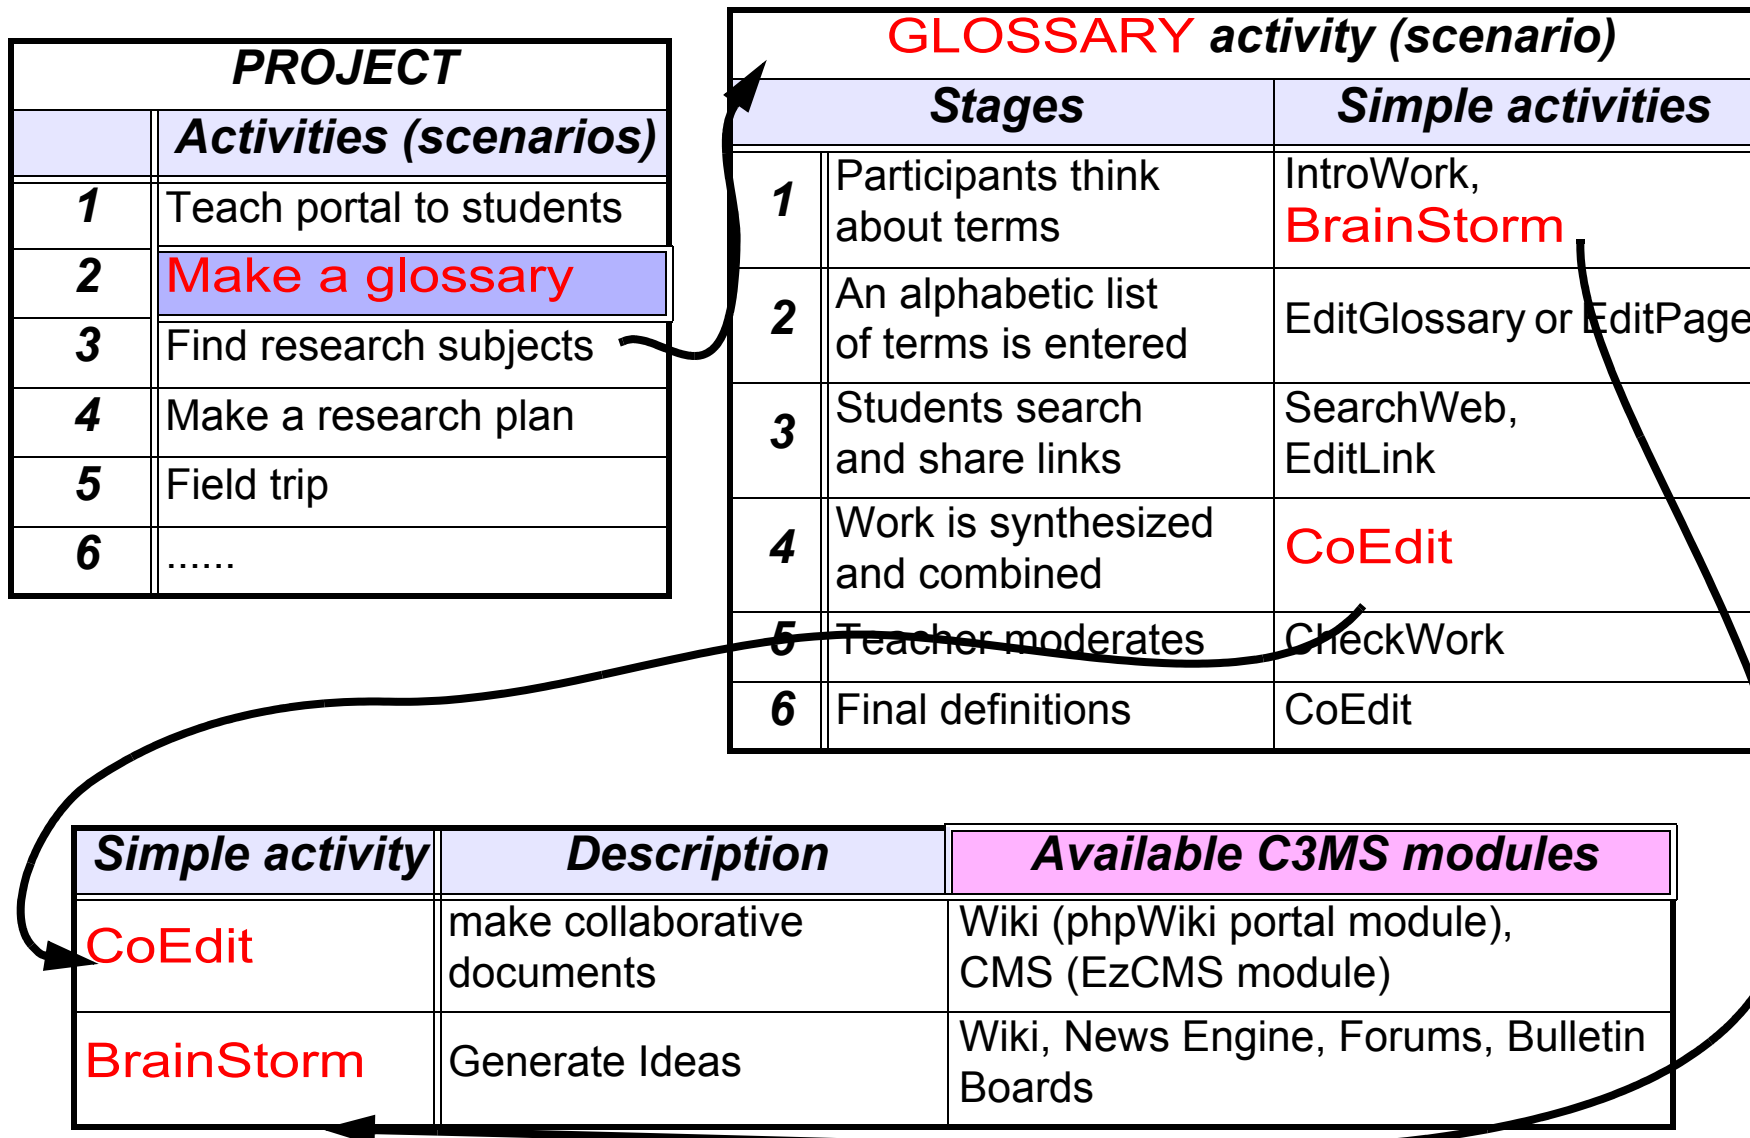 PROJECT
Activities (scenarios)
1 Teach portal to students
2 Make a glossary
3 Find research subjects
4 Make a research plan
5 Field trip
6 ......
GLOSSARY activity (scenario)
Stages Simple activities
1 Participants think
about terms
IntroWork,
BrainStorm
2 An alphabetic list
of terms is entered
EditGlossary or EditPage
3 Students search
and share links
SearchWeb,
EditLink
4 Work is synthesized
and combined
CoEdit
5 Teacher moderates CheckWork
6 Final definitions CoEdit
Simple activity Description Available C3MS modules
CoEdit
make collaborative
documents
Wiki (phpWiki portal module),
CMS (EzCMS module)
BrainStorm
Generate Ideas
Wiki, News Engine, Forums, Bulletin
Boards